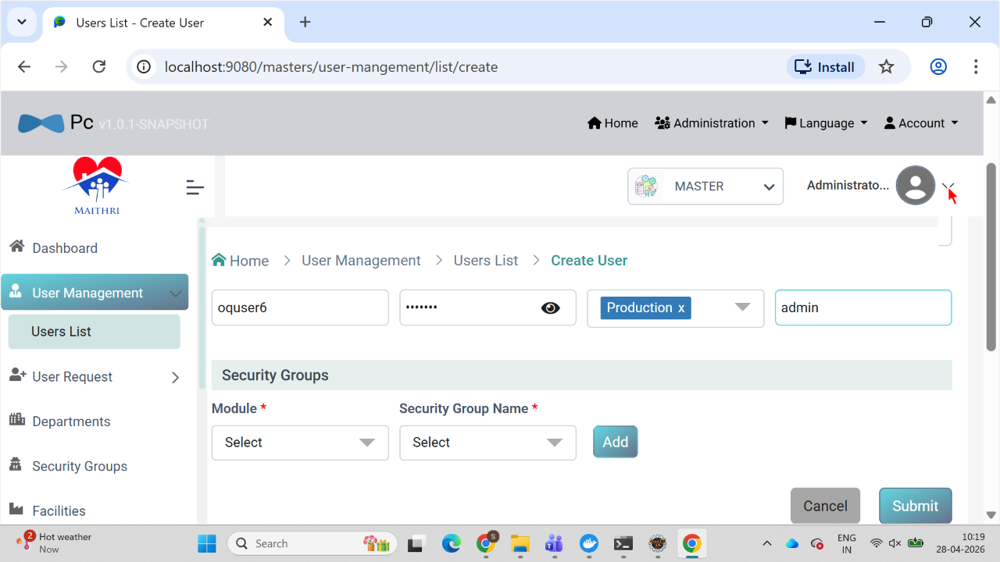 Users List - Create User
localhost:9080/masters/user-mangement/list/create
Install
Pc v1.0.1-SNAPSHOT
Home
Administration
Language
Account
MAITHRI
MASTER
Administrato...
Dashboard
User Management
Users List
User Request
Departments
Security Groups
Facilities
Home > User Management > Users List > Create User
oquser6
•••••••
Production x
admin
Security Groups
Module *
Security Group Name *
Select
Select
Add
Cancel
Submit
2
Hot weather
Now
Search
S
ENG
IN
10:19
28-04-2026